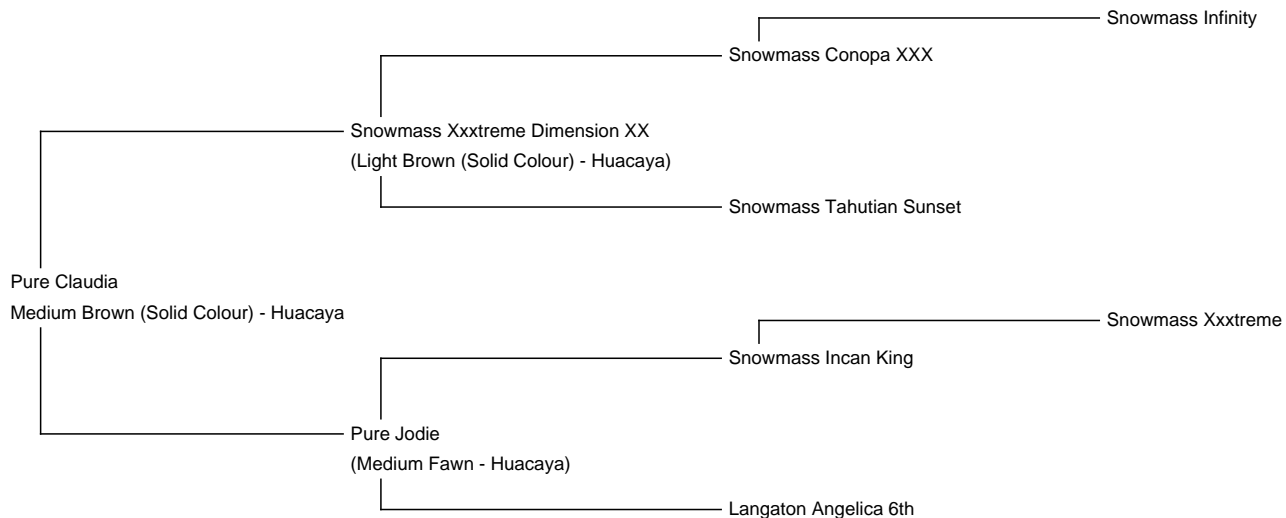 Snowmass Infinity
Snowmass Conopa XXX
Snowmass Xxxtreme Dimension XX
(Light Brown (Solid Colour) - Huacaya)
Snowmass Tahutian Sunset
Pure Claudia
Medium Brown (Solid Colour) - Huacaya
Snowmass Xxxtreme
Snowmass Incan King
Pure Jodie
(Medium Fawn - Huacaya)
Langaton Angelica 6th